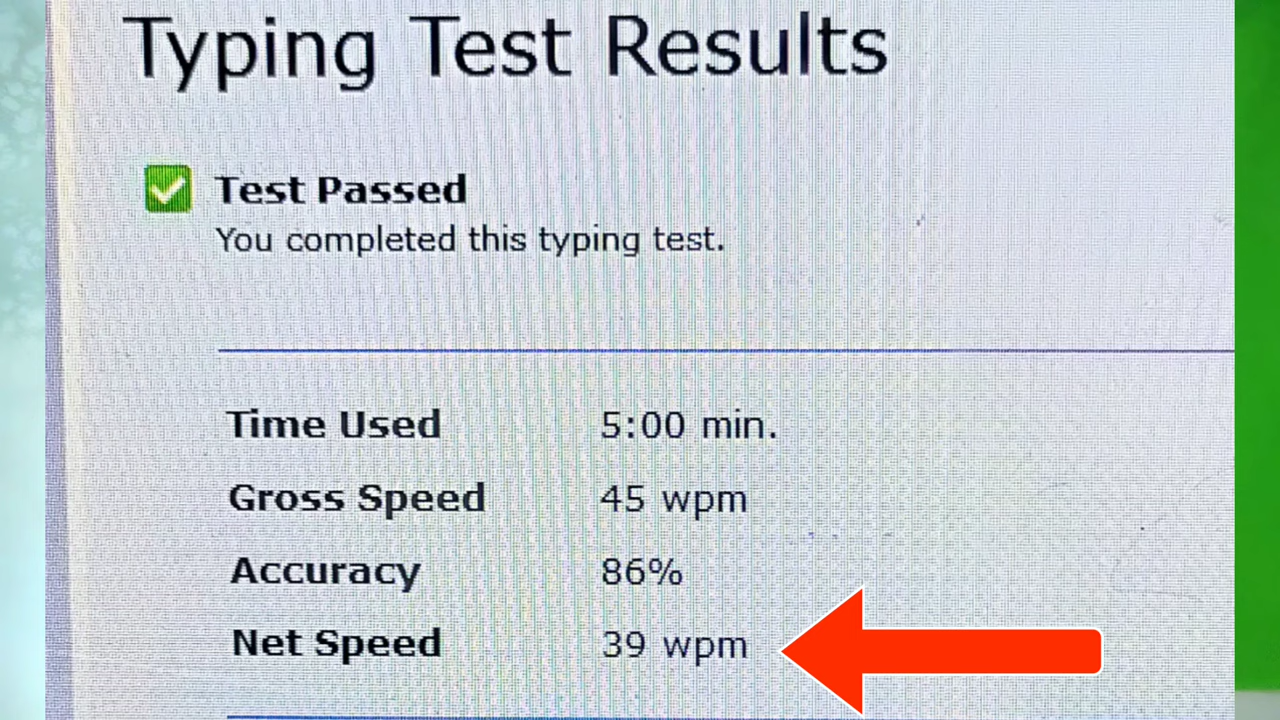 Typing Test Results
Test Passed
You completed this typing test.
Time Used 5:00 min.
Gross Speed 45 wpm
Accuracy 86%
Net Speed 39 wpm